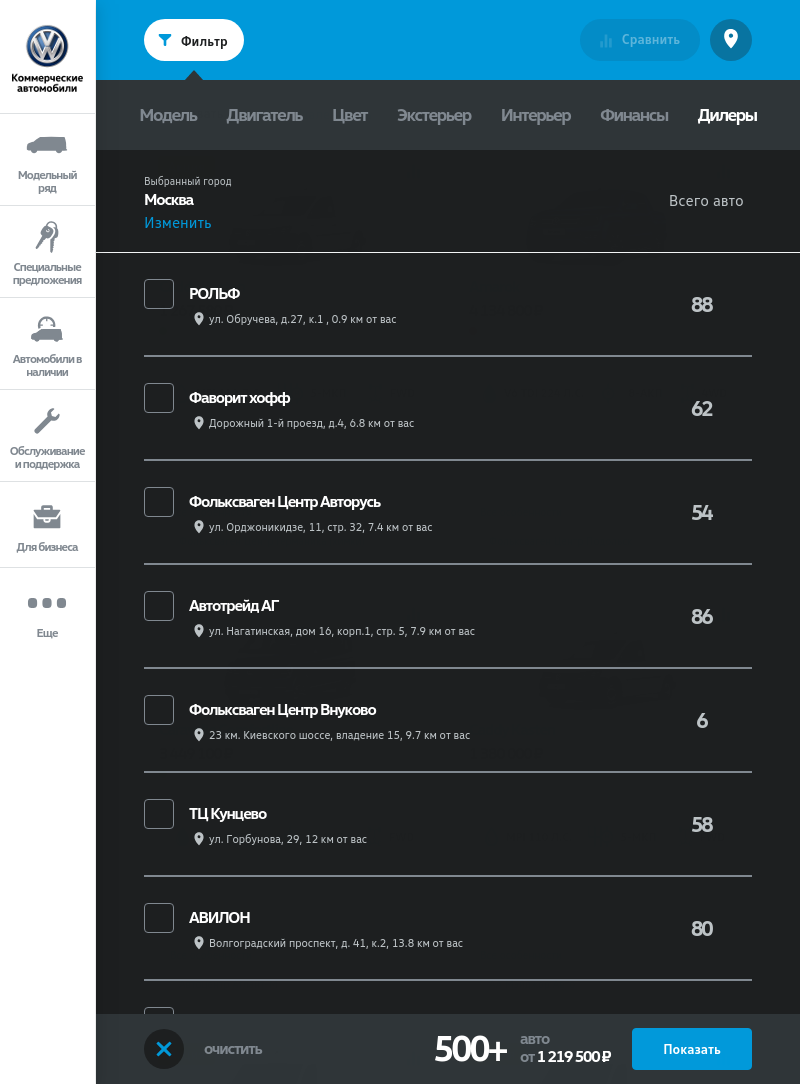 Коммерческие
автомобили
Модельный
ряд
Специальные
предложения
Автомобили в
наличии
Обслуживание
и поддержка
Для бизнеса
Еще
Фильтр
Сравнить
Модель Двигатель Цвет Экстерьер Интерьер Финансы Дилеры
Выбранный город
Москва
Изменить
Всего авто
РОЛЬФ
ул. Обручева, д.27, к.1 , 0.9 км от вас
88
Фаворит хофф
Дорожный 1-й проезд, д.4, 6.8 км от вас
62
Фольксваген Центр Авторусь
ул. Орджоникидзе, 11, стр. 32, 7.4 км от вас
54
Автотрейд АГ
ул. Нагатинская, дом 16, корп.1, стр. 5, 7.9 км от вас
86
Фольксваген Центр Внуково
23 км. Киевского шоссе, владение 15, 9.7 км от вас
6
ТЦ Кунцево
ул. Горбунова, 29, 12 км от вас
58
АВИЛОН
Волгоградский проспект, д. 41, к.2, 13.8 км от вас
80
очистить
500+
авто
от 1 219 500 ₽
Показать